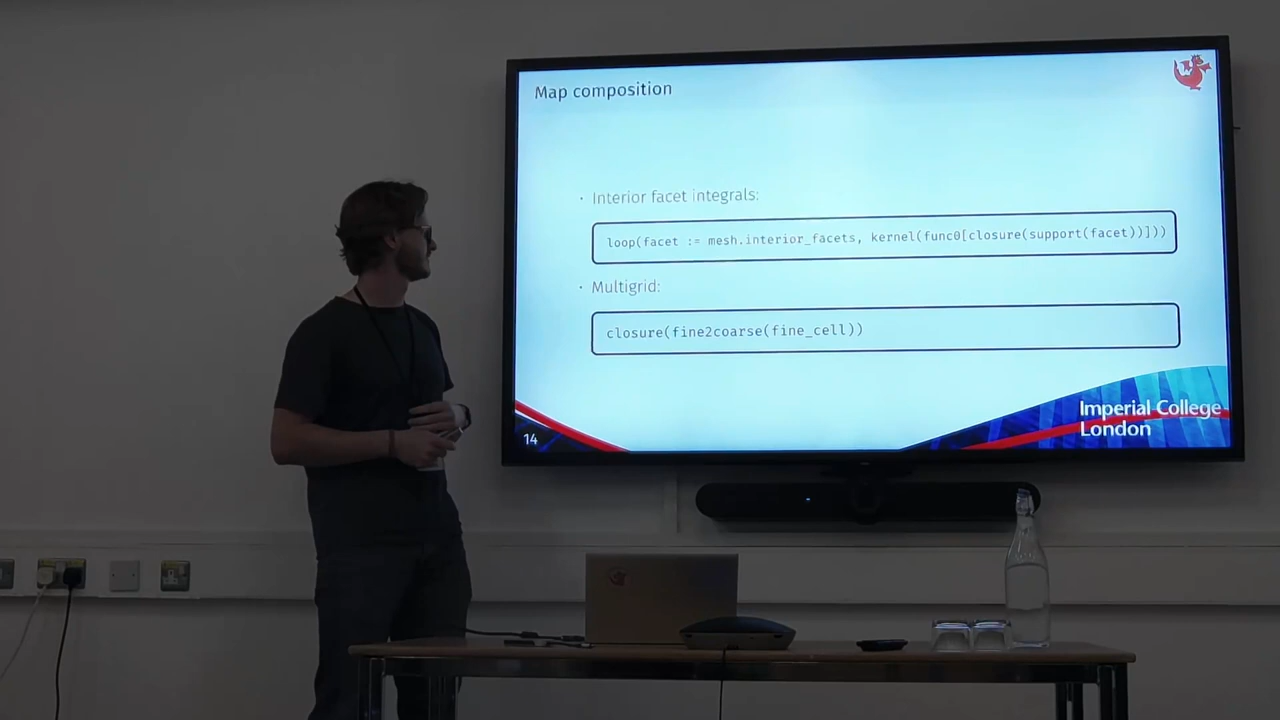 Map composition
· Interior facet integrals:
loop(facet := mesh.interior_facets, kernel(func0[closure(support(facet))]))
· Multigrid:
closure(fine2coarse(fine_cell))
14
Imperial College
London